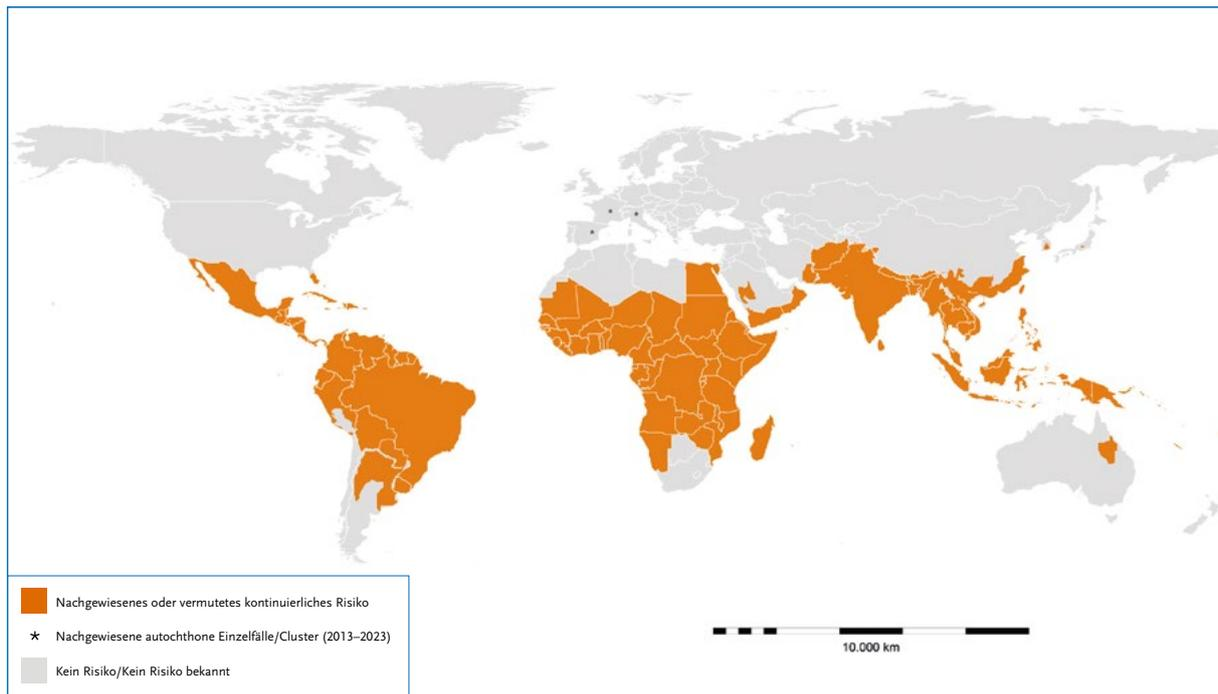 Nachgewiesenes oder vermutetes kontinuierliches Risiko
* Nachgewiesene autochthone Einzelfälle/Cluster (2013–2023)
Kein Risiko/Kein Risiko bekannt
10.000 km